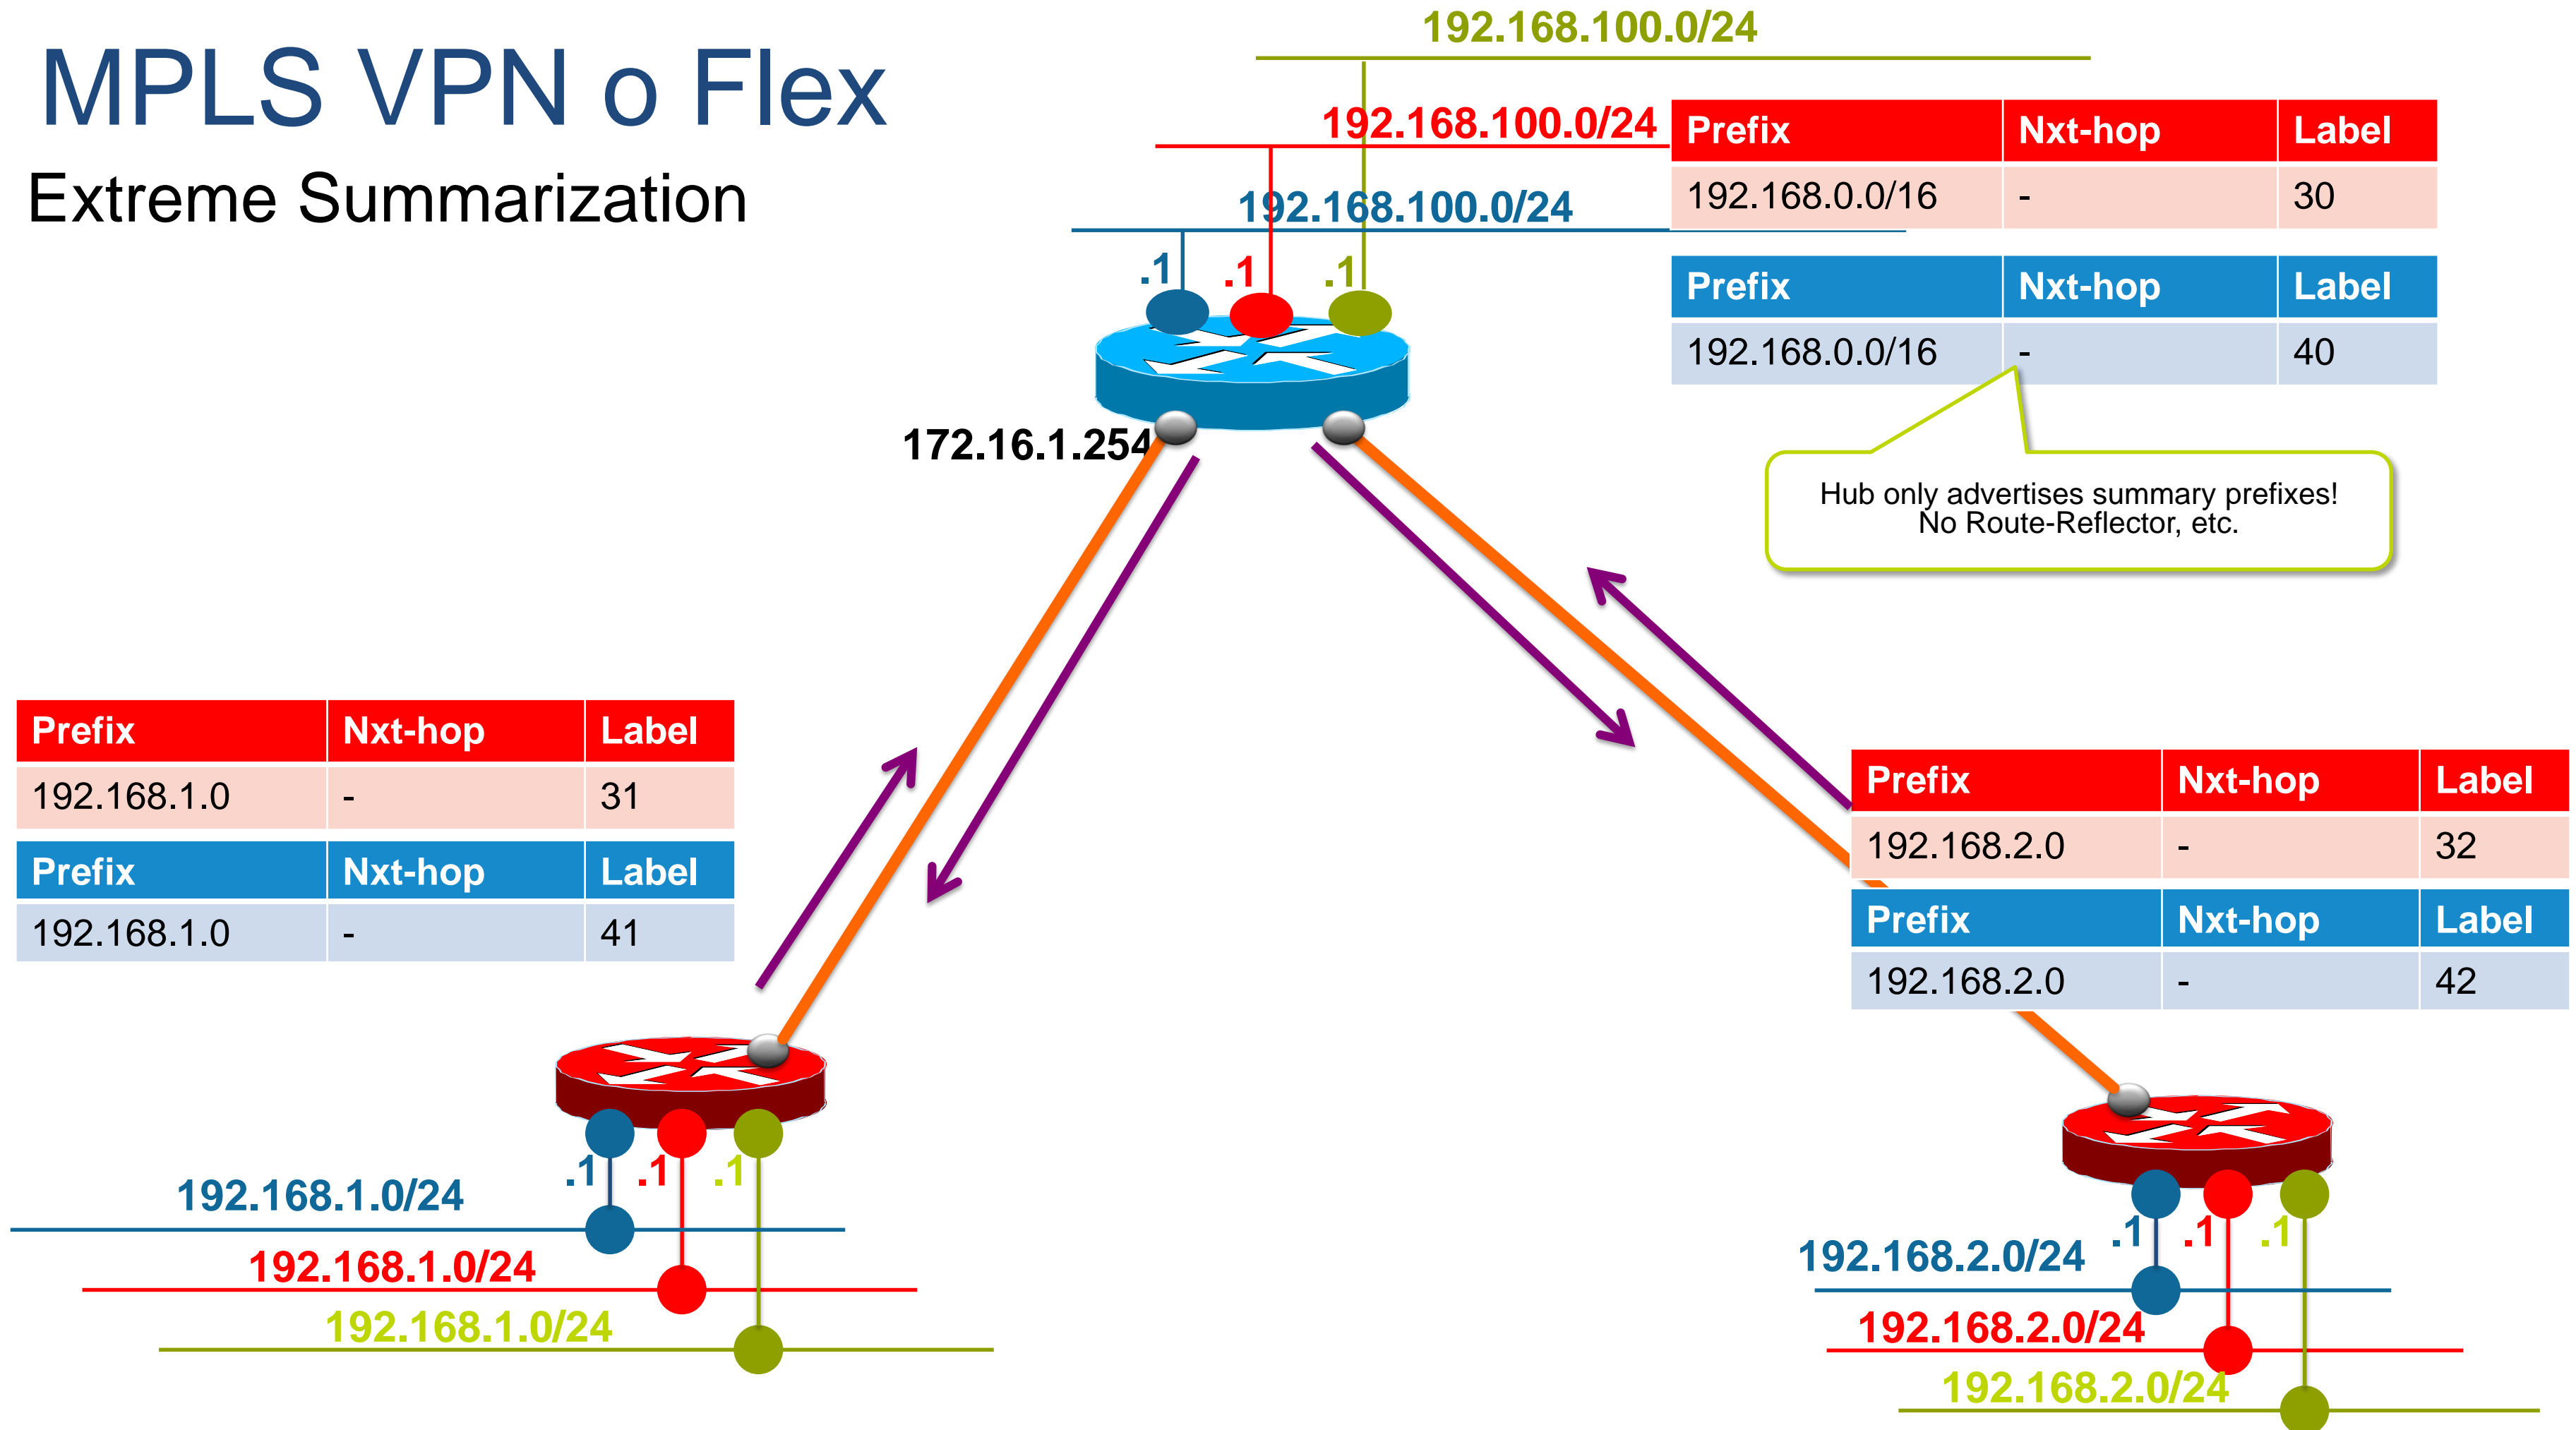 MPLS VPN o Flex
Extreme Summarization
192.168.100.0/24
192.168.100.0/24
192.168.100.0/24
.1 .1 .1
Prefix Nxt-hop Label
192.168.0.0/16 - 30
Prefix Nxt-hop Label
192.168.0.0/16 - 40
172.16.1.254
Hub only advertises summary prefixes!
No Route-Reflector, etc.
Prefix Nxt-hop Label
192.168.1.0 - 31
Prefix Nxt-hop Label
192.168.1.0 - 41
Prefix Nxt-hop Label
192.168.2.0 - 32
Prefix Nxt-hop Label
192.168.2.0 - 42
.1 .1 .1
192.168.1.0/24
192.168.1.0/24
192.168.1.0/24
.1 .1 .1
192.168.2.0/24
192.168.2.0/24
192.168.2.0/24